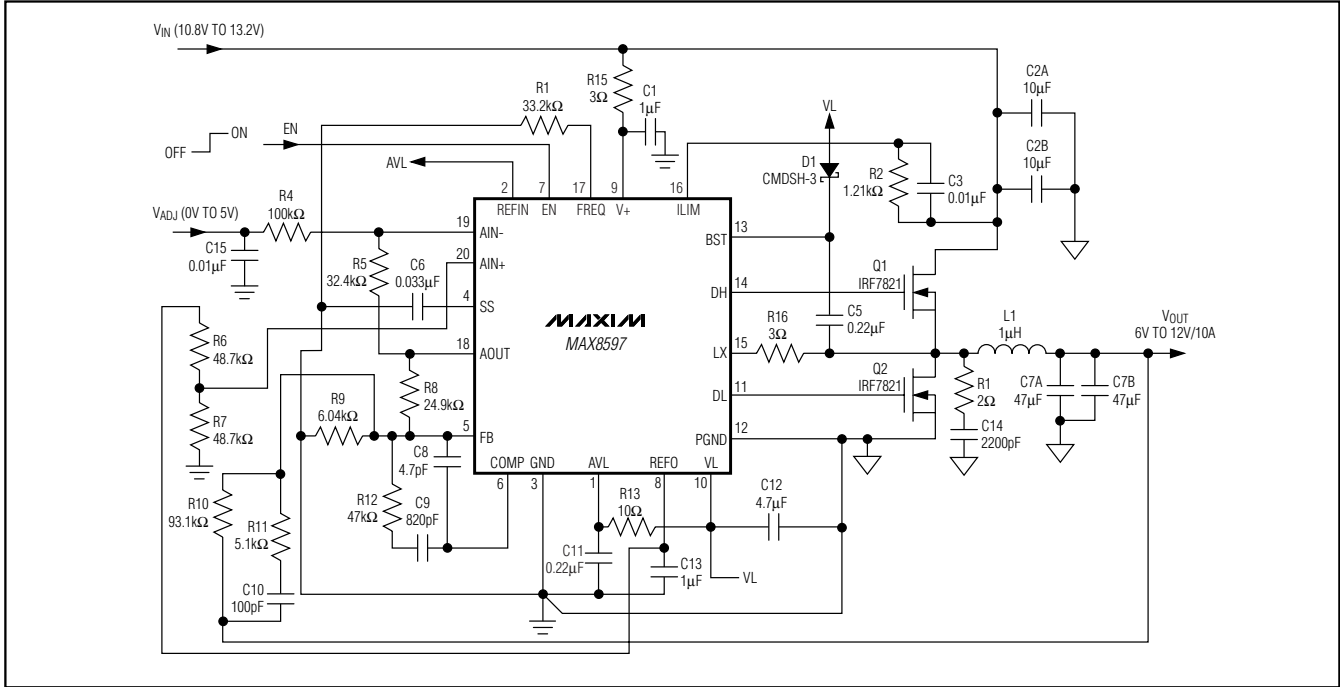 VIN (10.8V TO 13.2V)
R1
33.2kΩ
R15
3Ω
C1
1µF
C2A
10µF
C2B
10µF
OFF
ON
EN
AVL
VL
D1
CMDSH-3
R2
1.21kΩ
C3
0.01µF
2
7
17
9
16
REFIN
EN
FREQ
V+
ILIM
VADJ (0V TO 5V)
R4
100kΩ
C15
0.01µF
19
AIN-
20
AIN+
R5
32.4kΩ
C6
0.033µF
4
SS
18
AOUT
R6
48.7kΩ
R7
48.7kΩ
R8
24.9kΩ
R9
6.04kΩ
5
FB
MAXIM
MAX8597
BST
13
DH
14
LX
15
DL
11
PGND
12
Q1
IRF7821
C5
0.22µF
R16
3Ω
Q2
IRF7821
L1
1µH
VOUT
6V TO 12V/10A
R1
2Ω
C14
2200pF
C7A
47µF
C7B
47µF
COMP
GND
AVL
REFO
VL
6
3
1
8
10
C8
4.7pF
R12
47kΩ
C9
820pF
R10
93.1kΩ
R11
5.1kΩ
C10
100pF
R13
10Ω
C12
4.7µF
C11
0.22µF
C13
1µF
VL